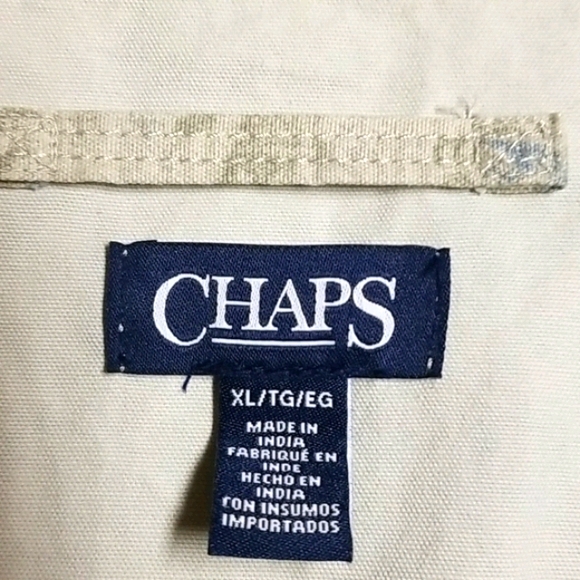 CHAPS
XL/TG/EG
MADE IN
INDIA
FABRIQUÉ EN
INDE
HECHO EN
INDIA
CON INSUMOS
IMPORTADOS